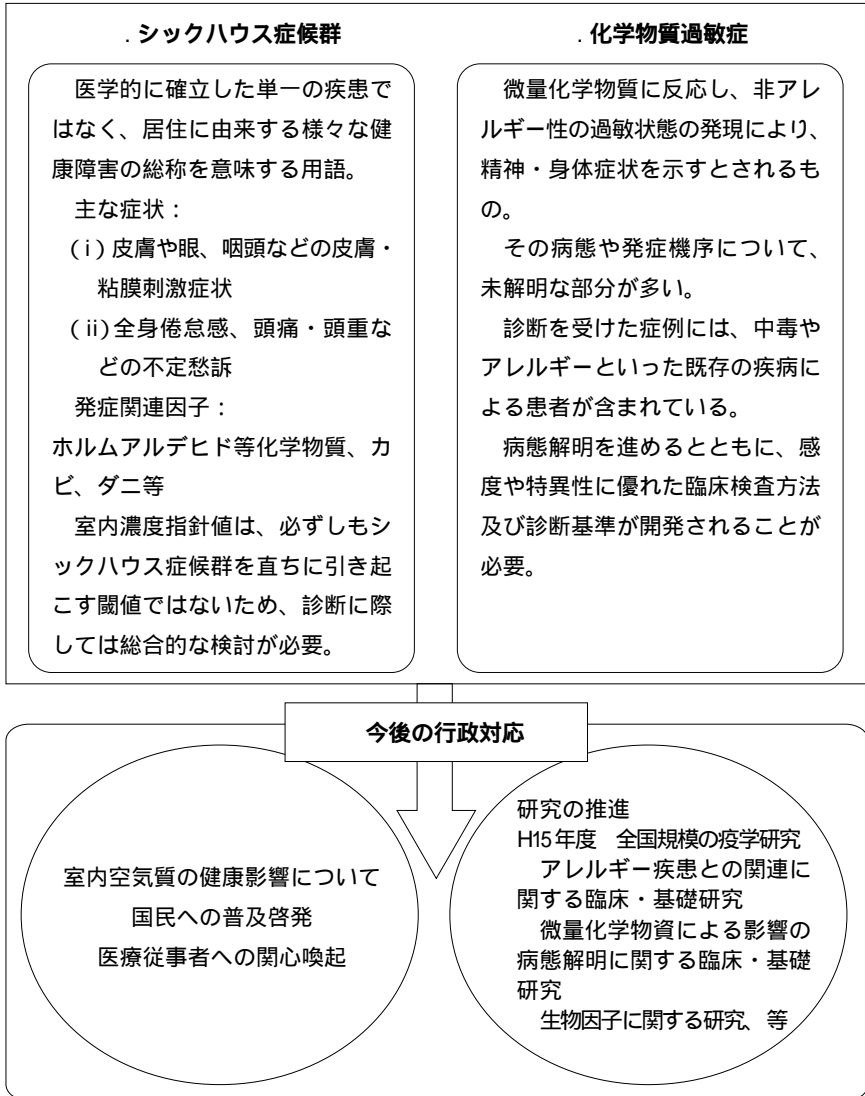 ．シックハウス症候群
医学的に確立した単一の疾患で
はなく、居住に由来する様々な健
康障害の総称を意味する用語。
主な症状：
(i) 皮膚や眼、咽頭などの皮膚・
粘膜刺激症状
(ii)全身倦怠感、頭痛・頭重な
どの不定愁訴
発症関連因子：
ホルムアルデヒド等化学物質、カ
ビ、ダニ等
室内濃度指針値は、必ずしもシ
ックハウス症候群を直ちに引き起
こす閾値ではないため、診断に際
しては総合的な検討が必要。
．化学物質過敏症
微量化学物質に反応し、非アレ
ルギー性の過敏状態の発現により、
精神・身体症状を示すとされるも
の。
その病態や発症機序について、
未解明な部分が多い。
診断を受けた症例には、中毒や
アレルギーといった既存の疾病に
よる患者が含まれている。
病態解明を進めるとともに、感
度や特異性に優れた臨床検査方法
及び診断基準が開発されることが
必要。
今後の行政対応
室内空気質の健康影響について
国民への普及啓発
医療従事者への関心喚起
研究の推進
H15年度　全国規模の疫学研究
アレルギー疾患との関連に
関する臨床・基礎研究
微量化学物資による影響の
病態解明に関する臨床・基礎
研究
生物因子に関する研究、等